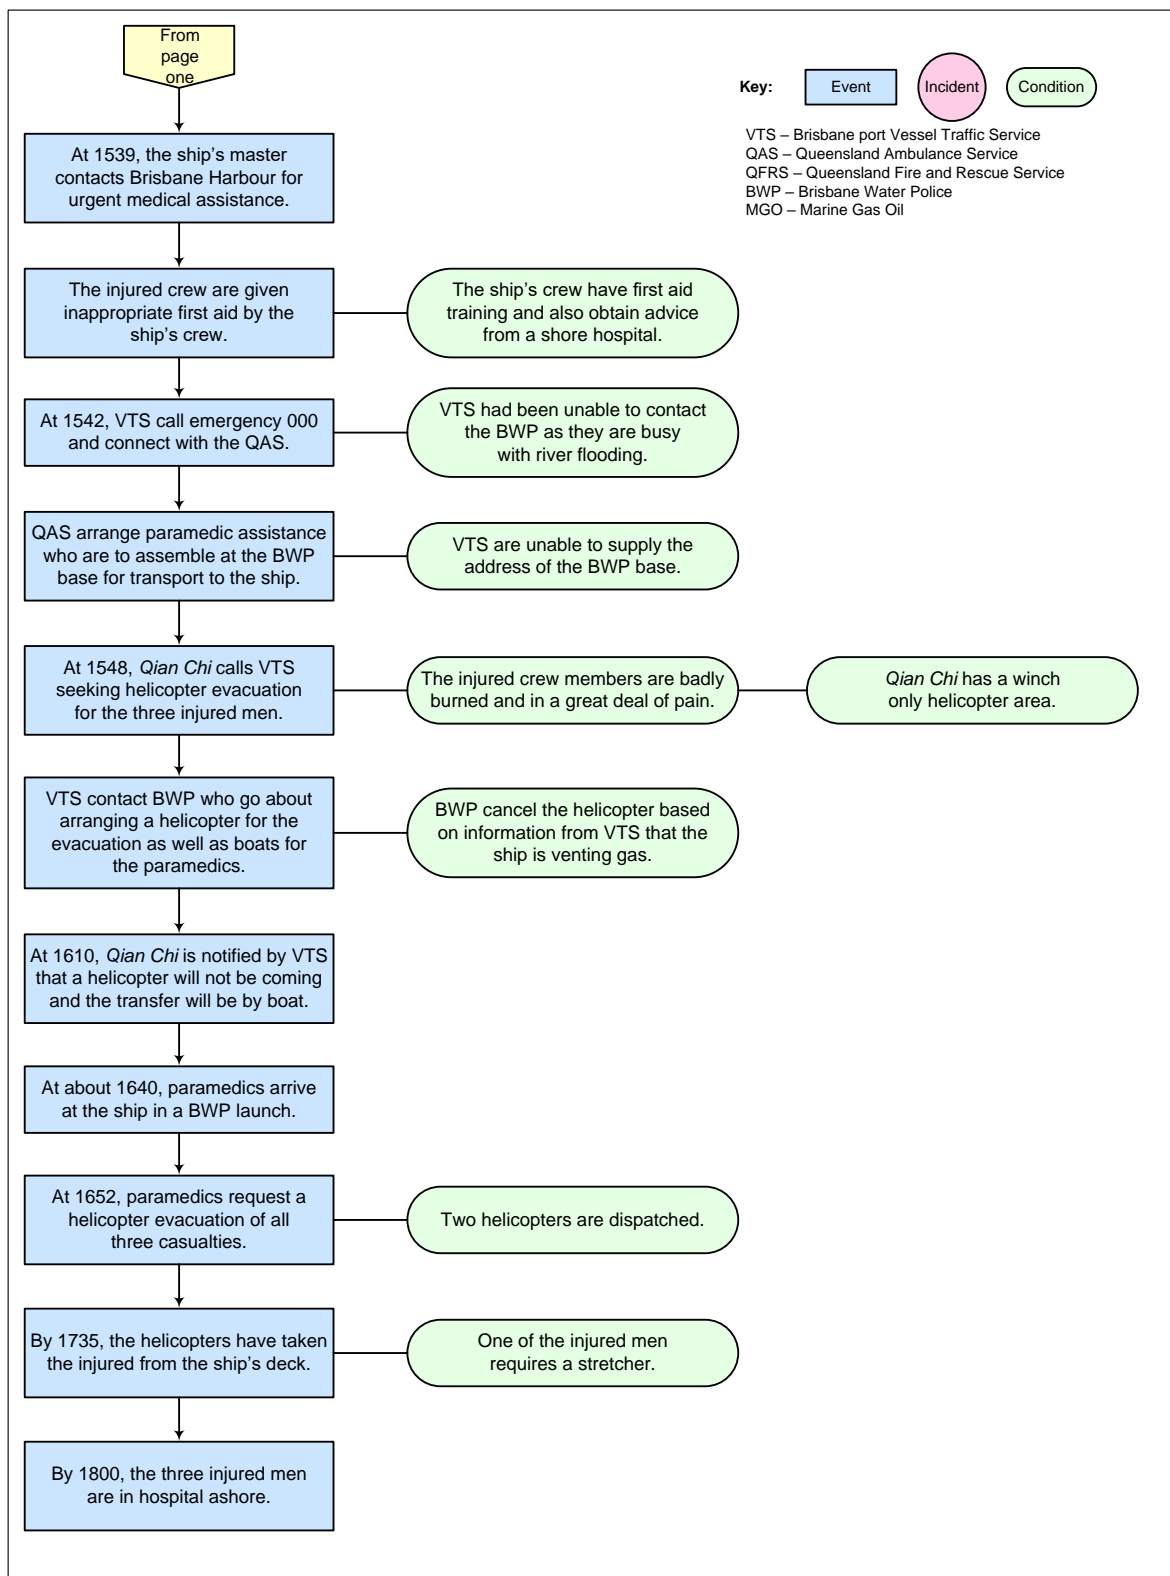 From
page
one
Key:
Event
Incident
Condition
VTS – Brisbane port Vessel Traffic Service
QAS – Queensland Ambulance Service
QFRS – Queensland Fire and Rescue Service
BWP – Brisbane Water Police
MGO – Marine Gas Oil
At 1539, the ship’s master
contacts Brisbane Harbour for
urgent medical assistance.
The injured crew are given
inappropriate first aid by the
ship’s crew.
The ship’s crew have first aid
training and also obtain advice
from a shore hospital.
At 1542, VTS call emergency 000
and connect with the QAS.
VTS had been unable to contact
the BWP as they are busy
with river flooding.
QAS arrange paramedic assistance
who are to assemble at the BWP
base for transport to the ship.
VTS are unable to supply the
address of the BWP base.
At 1548, Qian Chi calls VTS
seeking helicopter evacuation
for the three injured men.
The injured crew members are badly
burned and in a great deal of pain.
Qian Chi has a winch
only helicopter area.
VTS contact BWP who go about
arranging a helicopter for the
evacuation as well as boats for
the paramedics.
BWP cancel the helicopter based
on information from VTS that the
ship is venting gas.
At 1610, Qian Chi is notified by VTS
that a helicopter will not be coming
and the transfer will be by boat.
At about 1640, paramedics arrive
at the ship in a BWP launch.
At 1652, paramedics request a
helicopter evacuation of all
three casualties.
Two helicopters are dispatched.
By 1735, the helicopters have taken
the injured from the ship’s deck.
One of the injured men
requires a stretcher.
By 1800, the three injured men
are in hospital ashore.